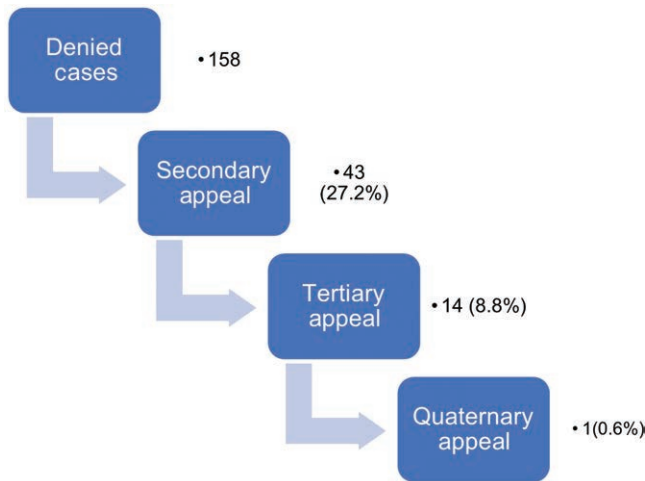 Denied
cases
• 158
Secondary
appeal
• 43
(27.2%)
Tertiary
appeal
• 14 (8.8%)
Quaternary
appeal
• 1(0.6%)